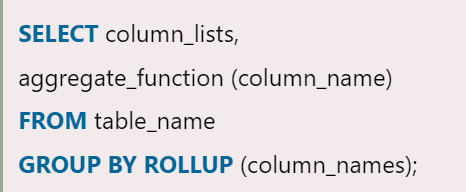 SELECT column_lists,
aggregate_function (column_name)
FROM table_name
GROUP BY ROLLUP (column_names);